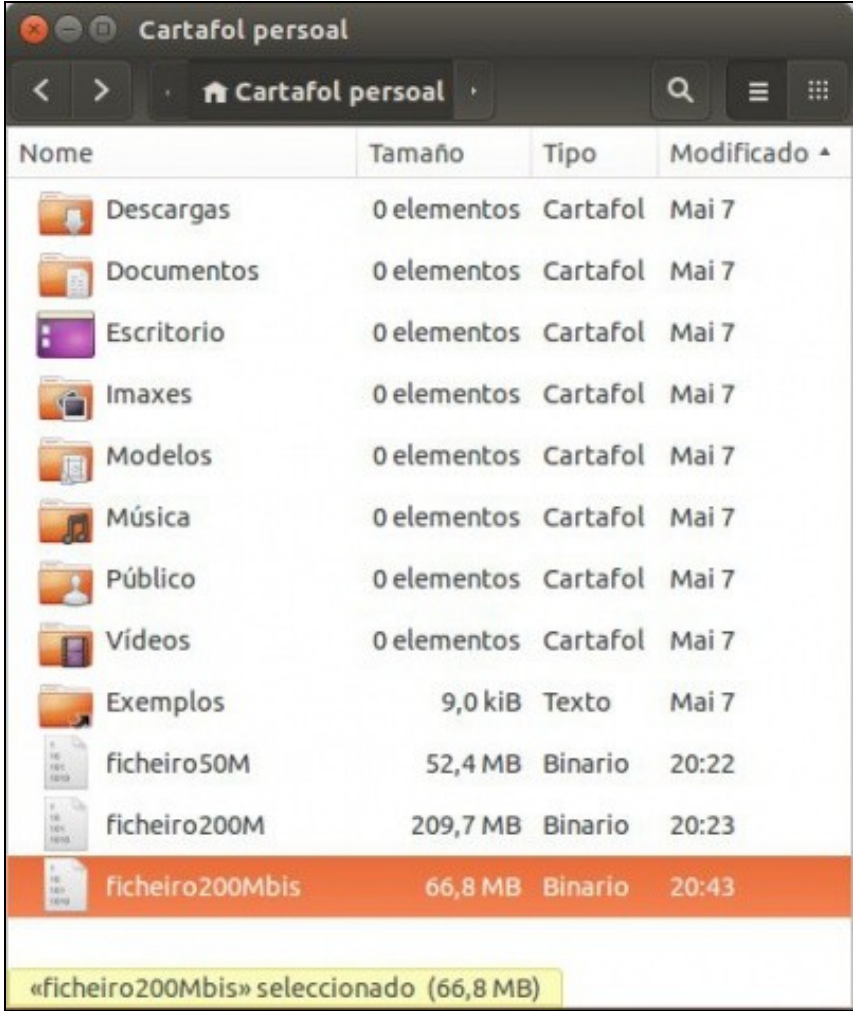 Cartafol persoal
Cartafol persoal
Nome Tamaño Tipo Modificado
Descargas 0 elementos Cartafol Mai 7
Documentos 0 elementos Cartafol Mai 7
Escritorio 0 elementos Cartafol Mai 7
Imaxes 0 elementos Cartafol Mai 7
Modelos 0 elementos Cartafol Mai 7
Música 0 elementos Cartafol Mai 7
Público 0 elementos Cartafol Mai 7
Vídeos 0 elementos Cartafol Mai 7
Exemplos 9,0 kiB Texto Mai 7
ficheiro50M 52,4 MB Binario 20:22
ficheiro200M 209,7 MB Binario 20:23
ficheiro200Mbis 66,8 MB Binario 20:43
«ficheiro200Mbis» seleccionado (66,8 MB)